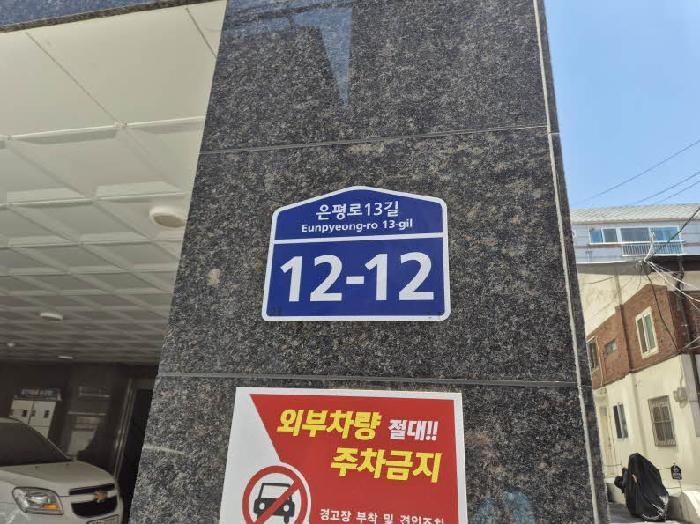 은평로13길
Eunpyeong-ro 13-gil
12-12
외부차량 절대!!
주차금지
경고장 부착 및 견인조치